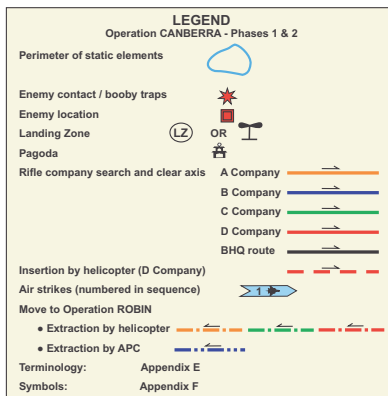 LEGEND
Operation CANBERRA - Phases 1 & 2
Perimeter of static elements
Enemy contact / booby traps
Enemy location
Landing Zone LZ OR
Pagoda
Rifle company search and clear axis A Company
B Company
C Company
D Company
BHQ route
Insertion by helicopter (D Company)
Air strikes (numbered in sequence) 1
Move to Operation ROBIN
• Extraction by helicopter
• Extraction by APC
Terminology: Appendix E
Symbols: Appendix F